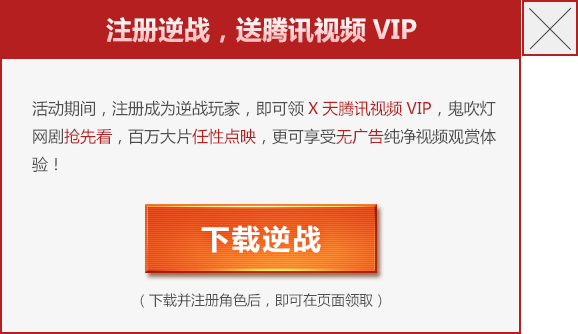 注册逆战，送腾讯视频 VIP
活动期间，注册成为逆战玩家，即可领 X 天腾讯视频 VIP，鬼吹灯
网剧抢先看，百万大片任性点映，更可享受无广告纯净视频观赏体
验！
下载逆战
（下载并注册角色后，即可在页面领取）